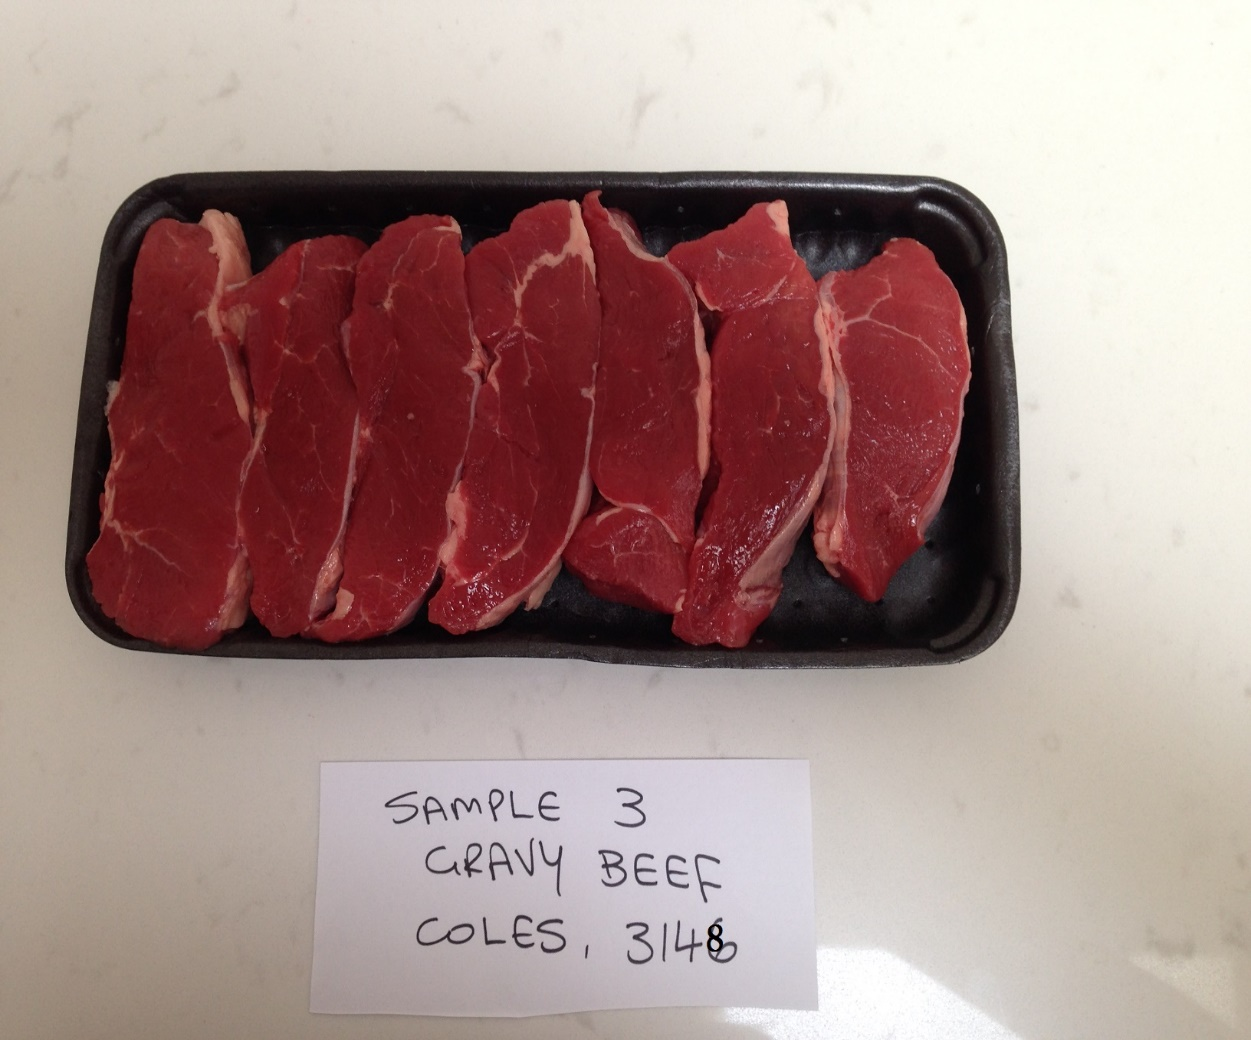 SAMPLE 3
GRAVY BEEF
COLES, 3148